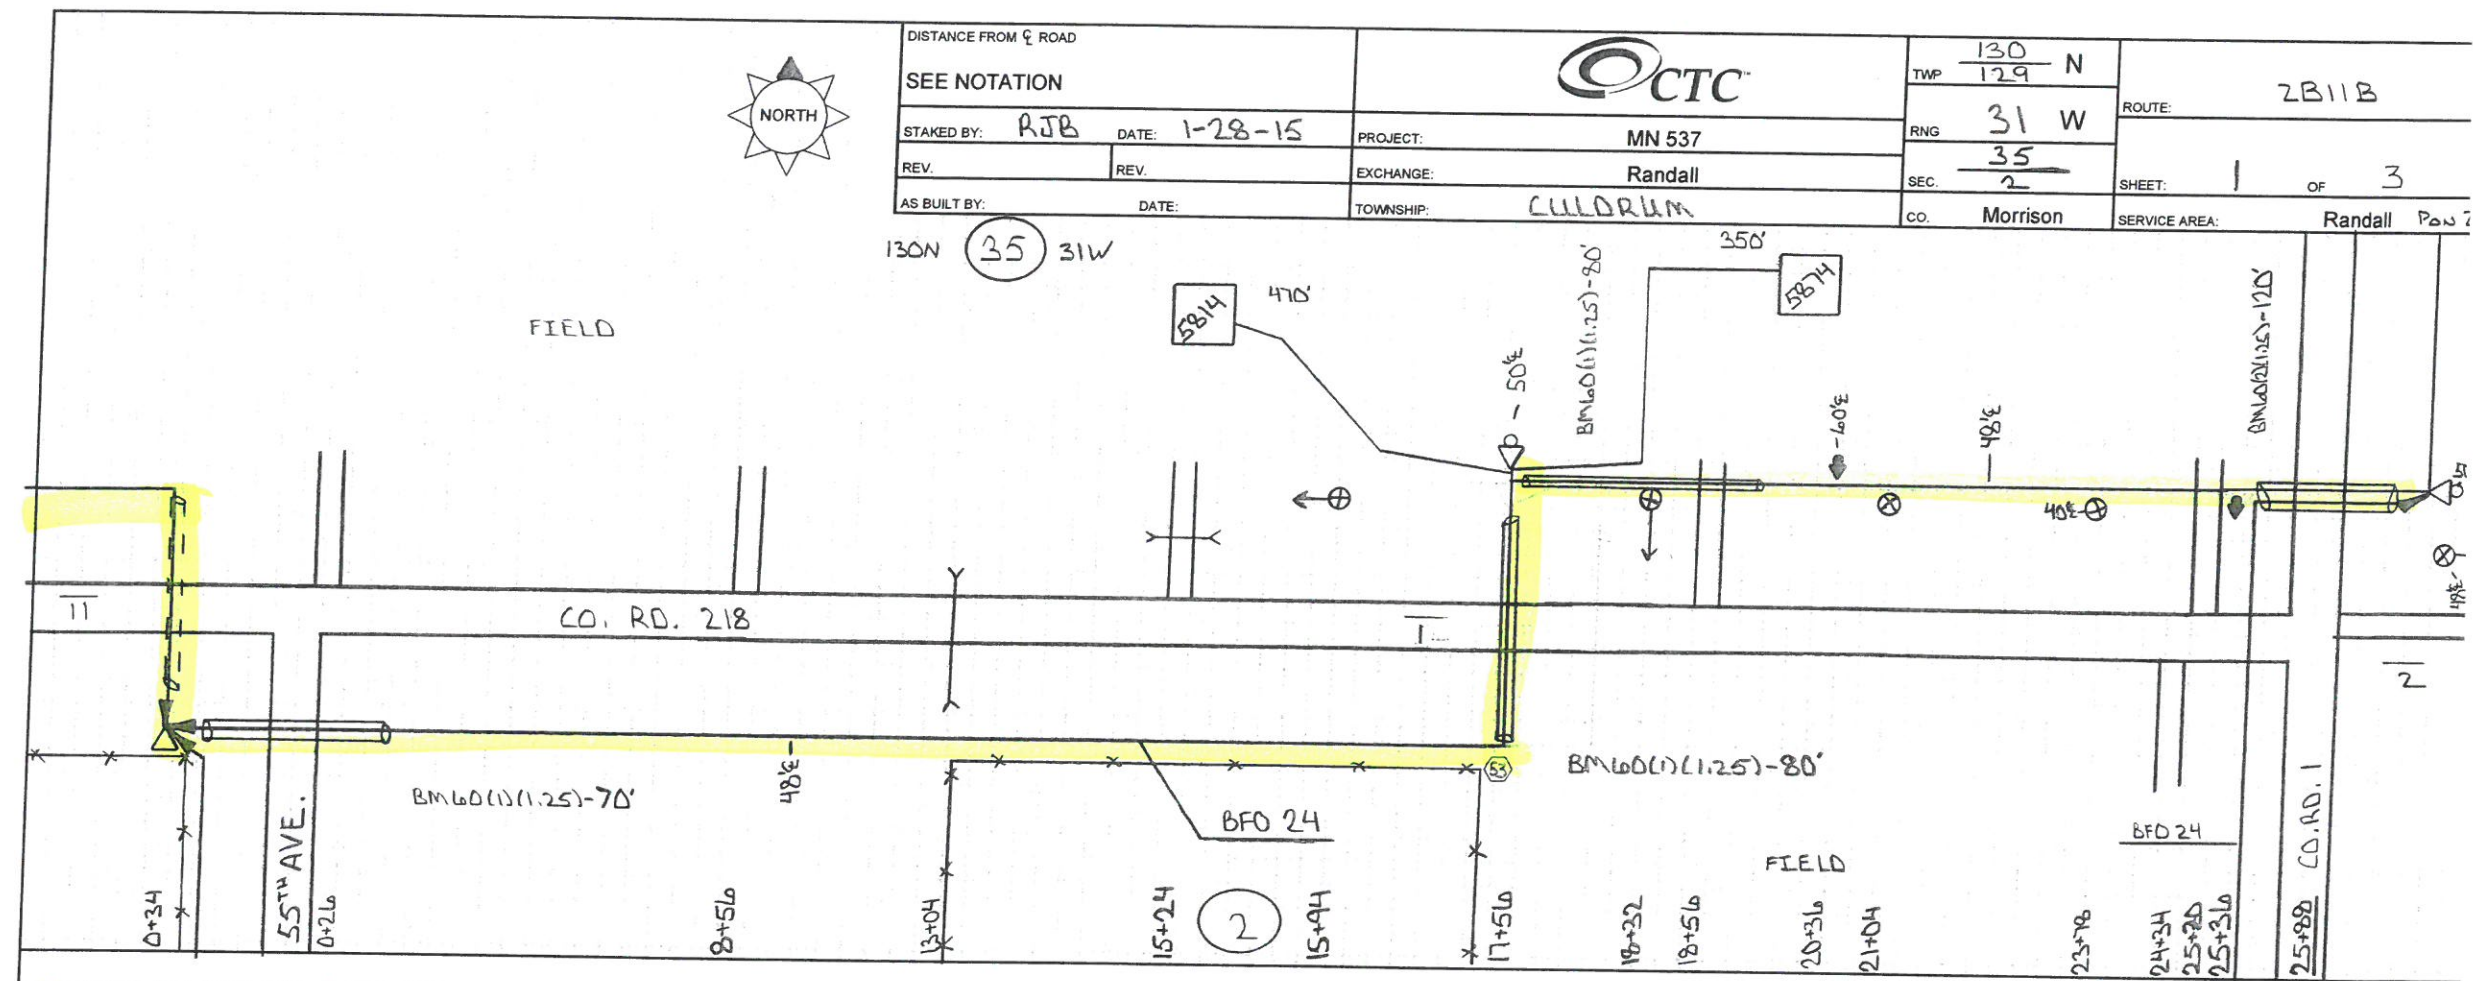 DISTANCE FROM ℄ ROAD
SEE NOTATION
STAKED BY: RJB DATE: 1-28-15
REV. REV.
AS BUILT BY: DATE:
CTC™
PROJECT: MN 537
EXCHANGE: Randall
TOWNSHIP: CULDRUM
TWP 130 N
129
RNG 31 W
SEC. 35
2
CO. Morrison
ROUTE: 2B11B
SHEET: 1 OF 3
SERVICE AREA: Randall PON
NORTH
130N 35 31W
FIELD
5814 470'
350'
5874
50'℄
BM60(1)(1.25)-80'
60'℄
48'℄
BM60(2)(1.25)-120'
40'℄
48'℄
11
CO. RD. 218
1
2
BM60(1)(1.25)-70'
48'℄
53
BM60(1)(1.25)-80'
BFO 24
BFO 24
FIELD
55TH AVE.
CO. RD. 1
2
0+34
0+26
8+56
13+04
15+24
15+94
17+56
18+32
18+56
20+36
21+04
23+78
24+34
25+20
25+36
25+88